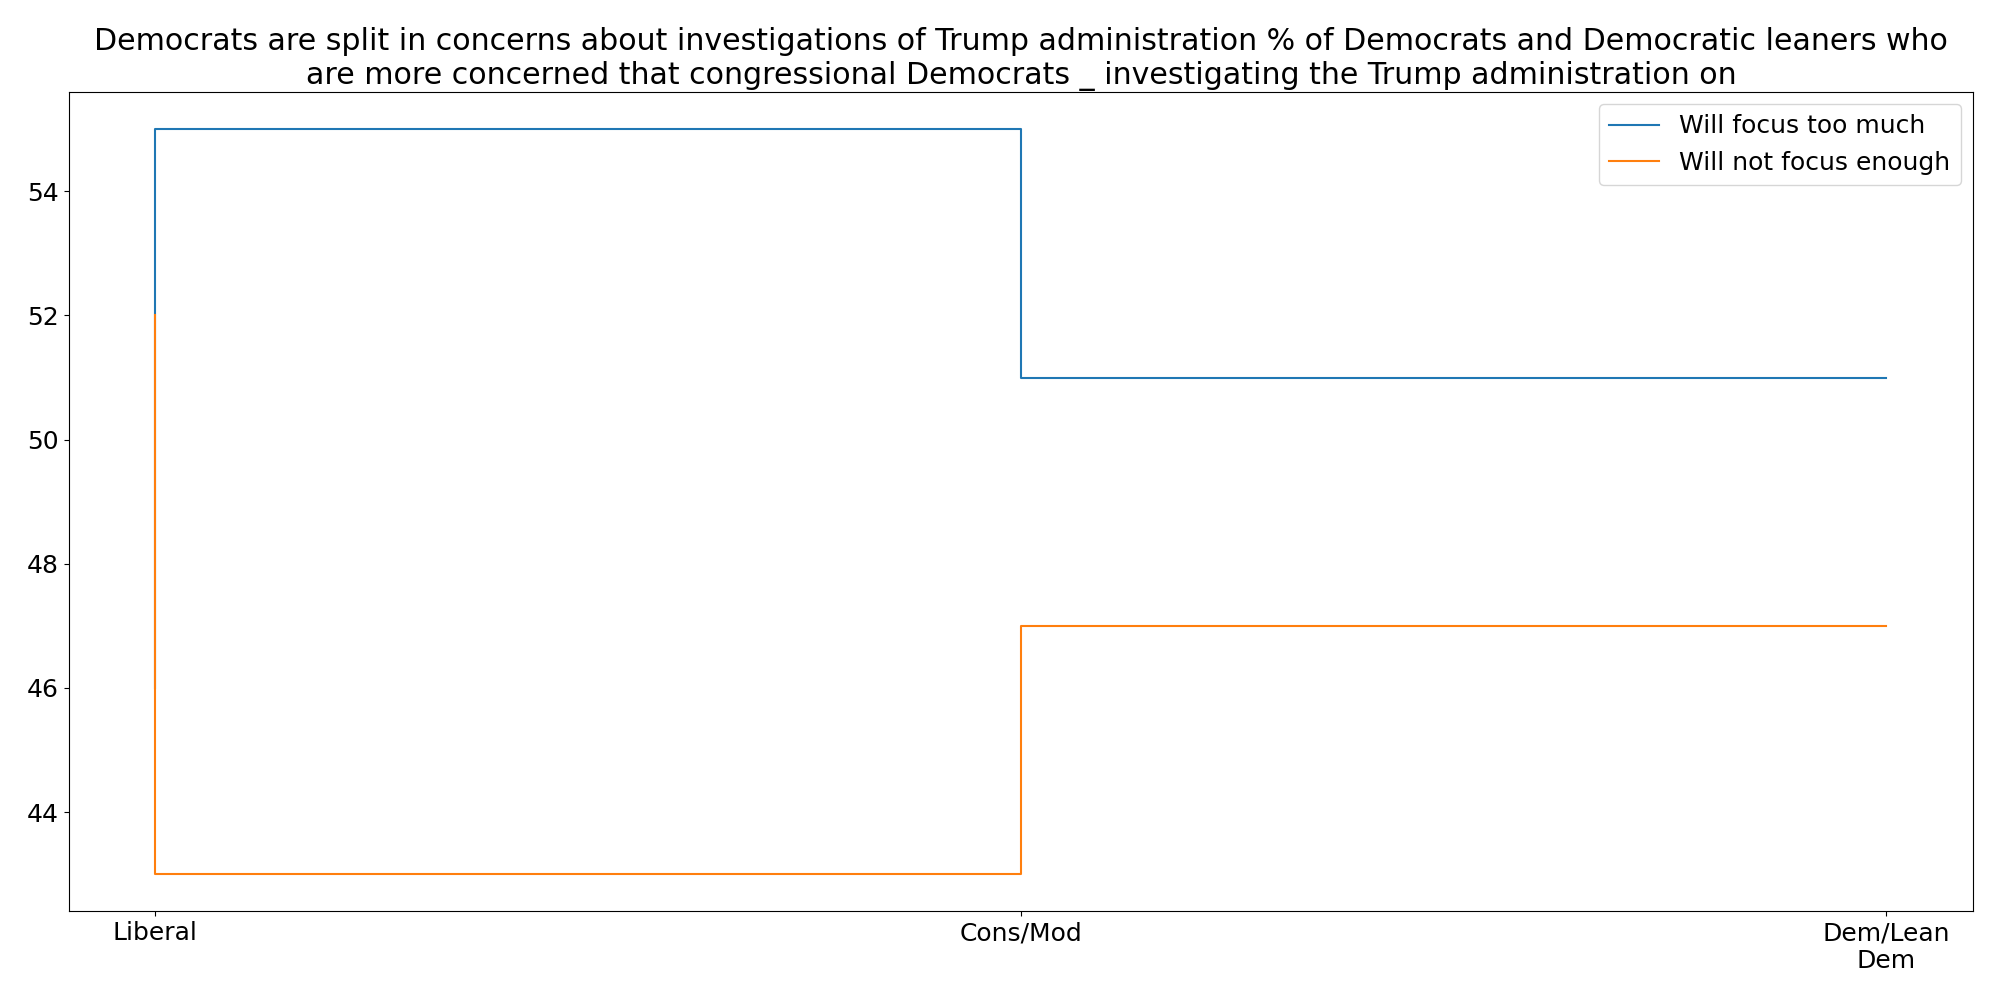 Democrats are split in concerns about investigations of Trump administration % of Democrats and Democratic leaners who
are more concerned that congressional Democrats _ investigating the Trump administration on
Will focus too much
Will not focus enough
54
52
50
48
46
44
Liberal
Cons/Mod
Dem/Lean
Dem